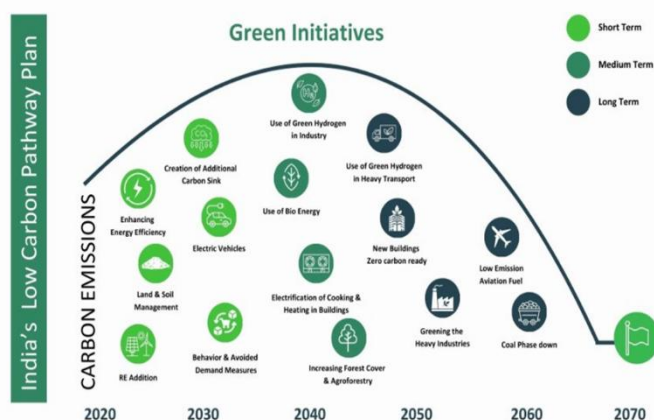 India's Low Carbon Pathway Plan
Green Initiatives
Short Term
Medium Term
Long Term
CARBON EMISSIONS
CO₂
Creation of Additional
Carbon Sink
Use of Green Hydrogen
in Industry
Use of Green Hydrogen
in Heavy Transport
Enhancing
Energy Efficiency
Electric Vehicles
Use of Bio Energy
New Buildings
Zero carbon ready
Low Emission
Aviation Fuel
Land & Soil
Management
Electrification of Cooking &
Heating in Buildings
Greening the
Heavy Industries
Coal Phase down
RE Addition
Behavior & Avoided
Demand Measures
Increasing Forest Cover
& Agroforestry
2020
2030
2040
2050
2060
2070